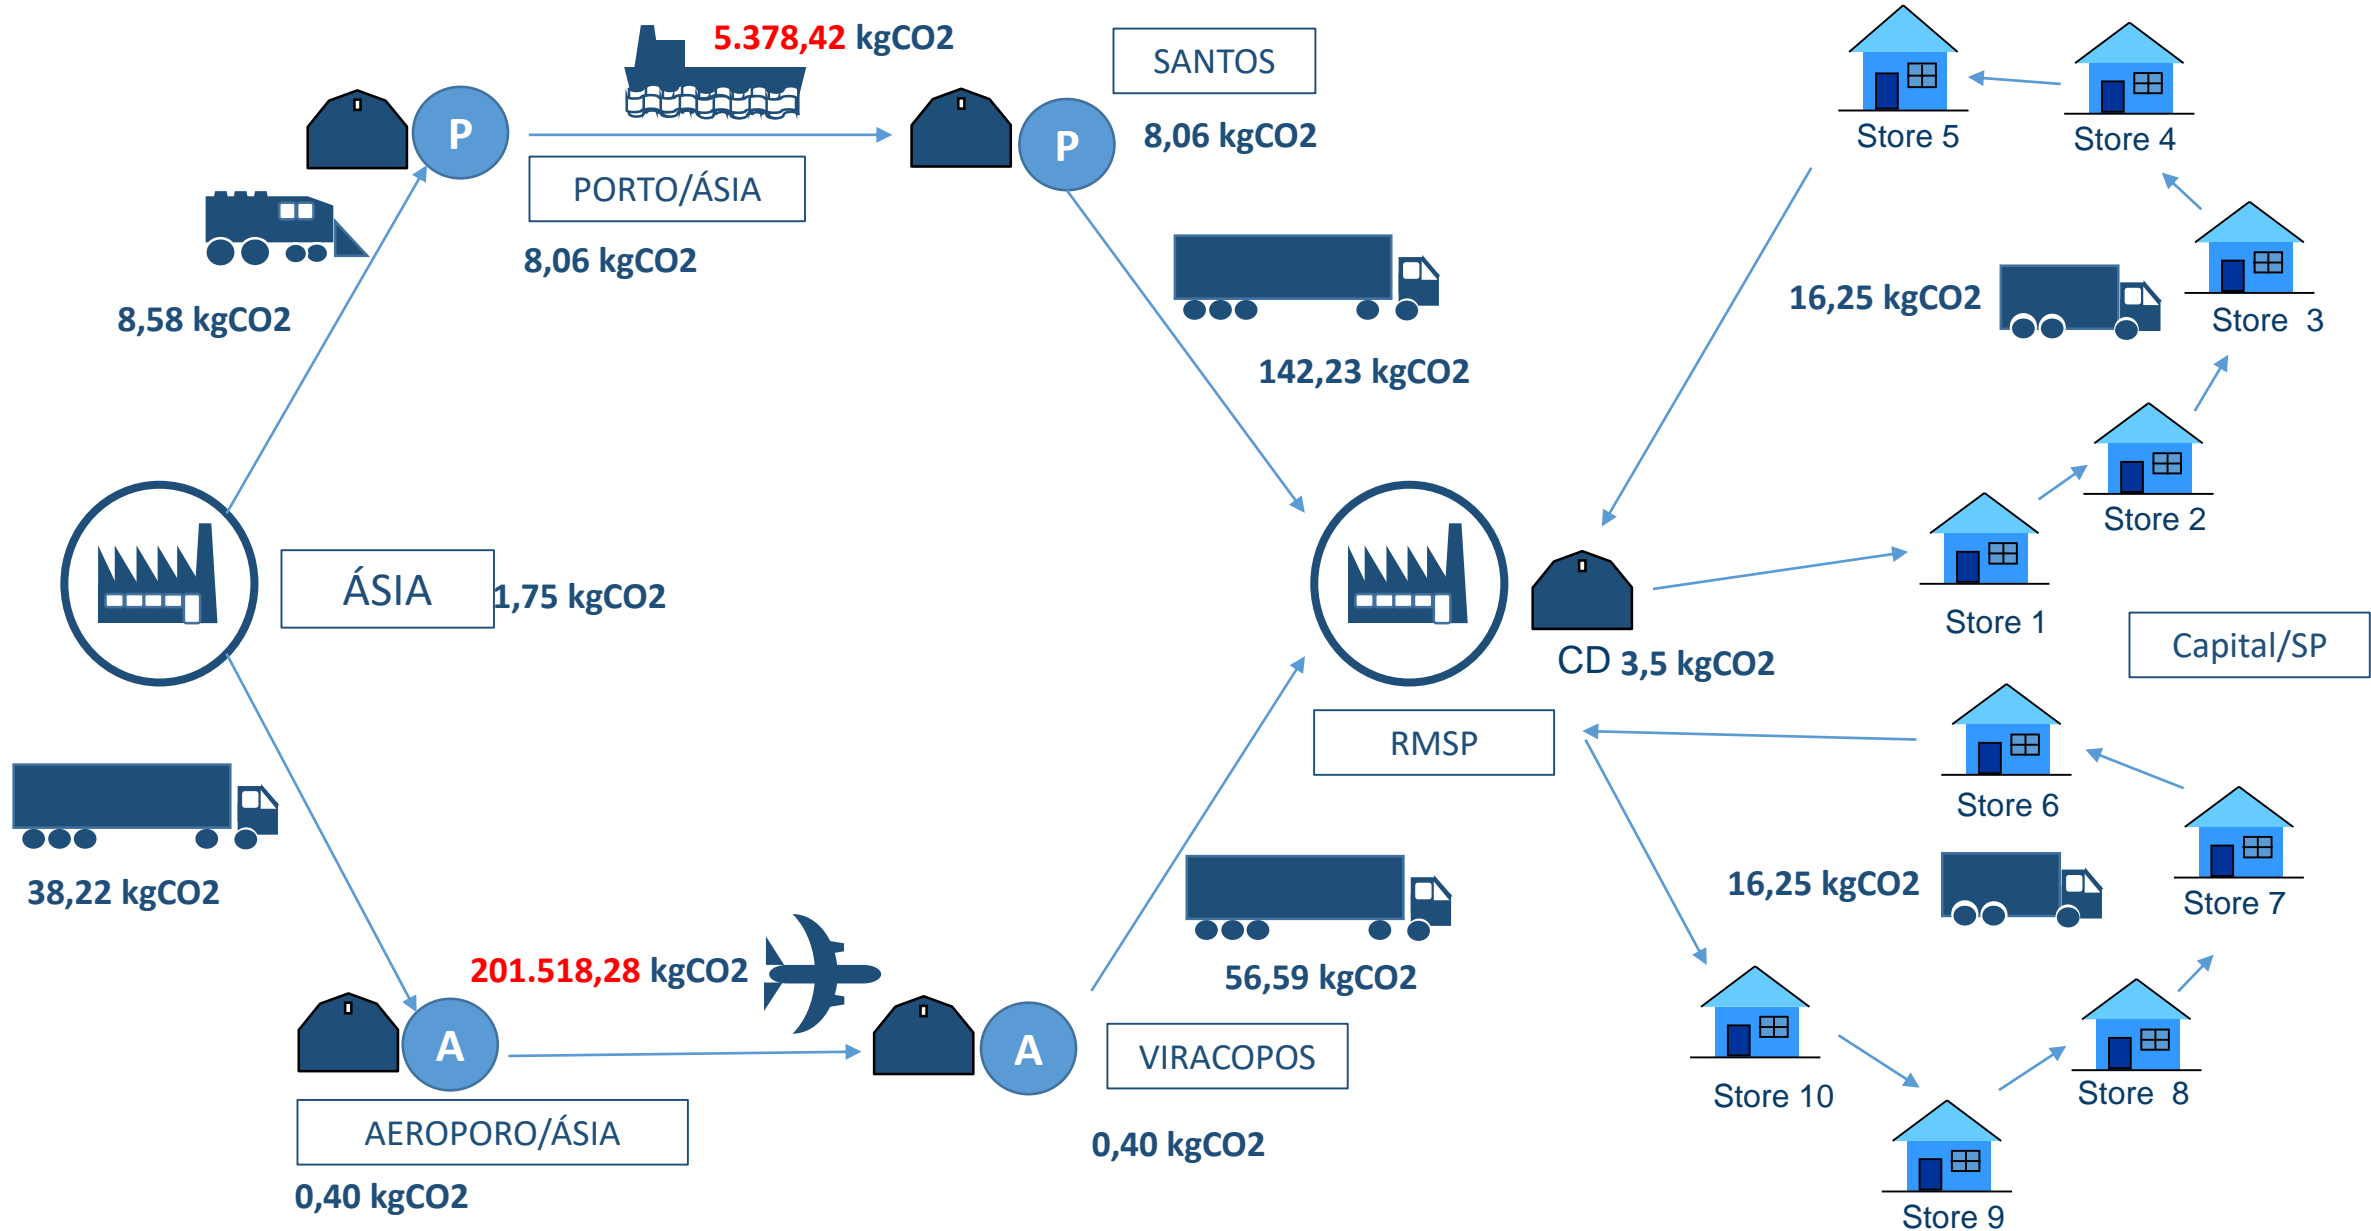 5.378,42 kgCO2
SANTOS
8,06 kgCO2
P
P
PORTO/ÁSIA
8,06 kgCO2
8,58 kgCO2
142,23 kgCO2
Store 5
Store 4
16,25 kgCO2
Store 3
Store 2
Store 1
ÁSIA
1,75 kgCO2
CD 3,5 kgCO2
Capital/SP
RMSP
38,22 kgCO2
201.518,28 kgCO2
56,59 kgCO2
A
A
VIRACOPOS
AEROPORO/ÁSIA
0,40 kgCO2
0,40 kgCO2
Store 6
16,25 kgCO2
Store 7
Store 10
Store 8
Store 9